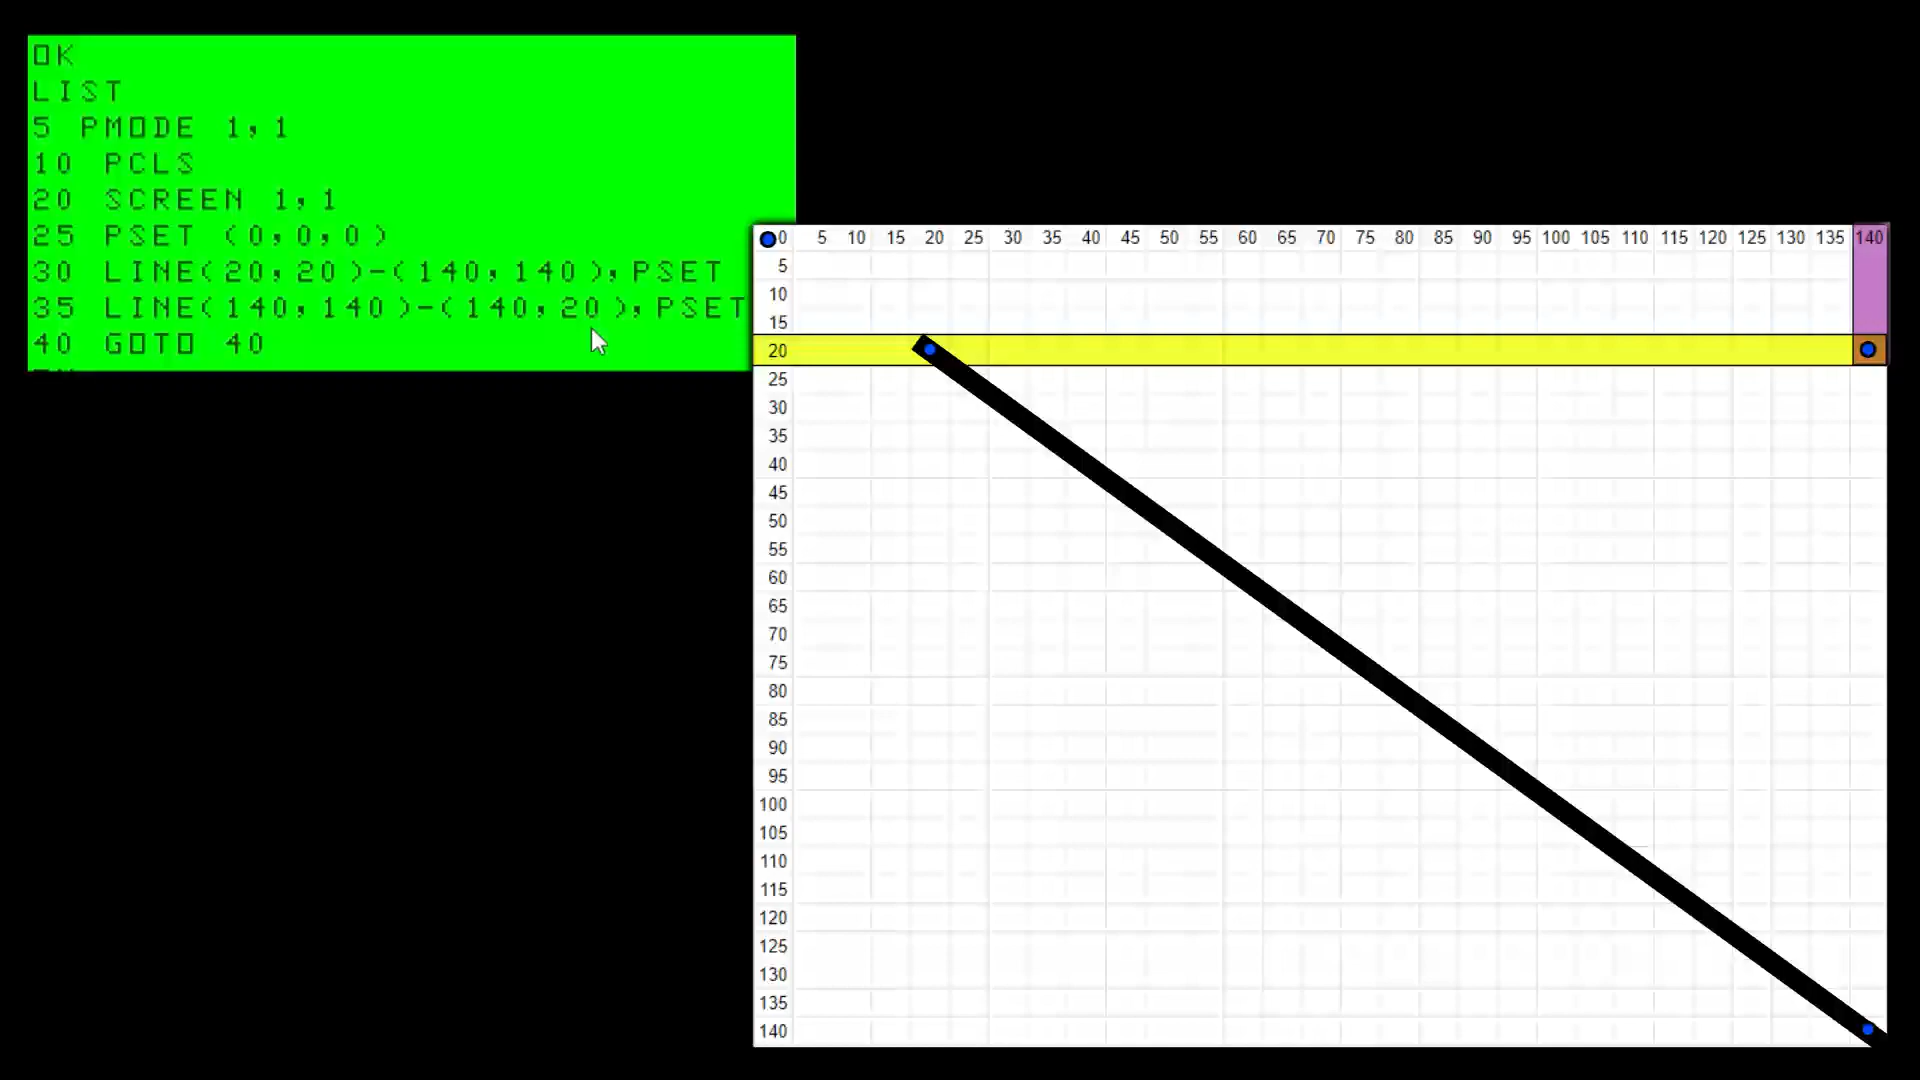 OK
LIST
5 PMODE 1,1
10 PCLS
20 SCREEN 1,1
25 PSET (0,0,0)
30 LINE(20,20)-(140,140),PSET
35 LINE(140,140)-(140,20),PSET
40 GOTO 40
0 5 10 15 20 25 30 35 40 45 50 55 60 65 70 75 80 85 90 95 100 105 110 115 120 125 130 135 140
5
10
15
20
25
30
35
40
45
50
55
60
65
70
75
80
85
90
95
100
105
110
115
120
125
130
135
140